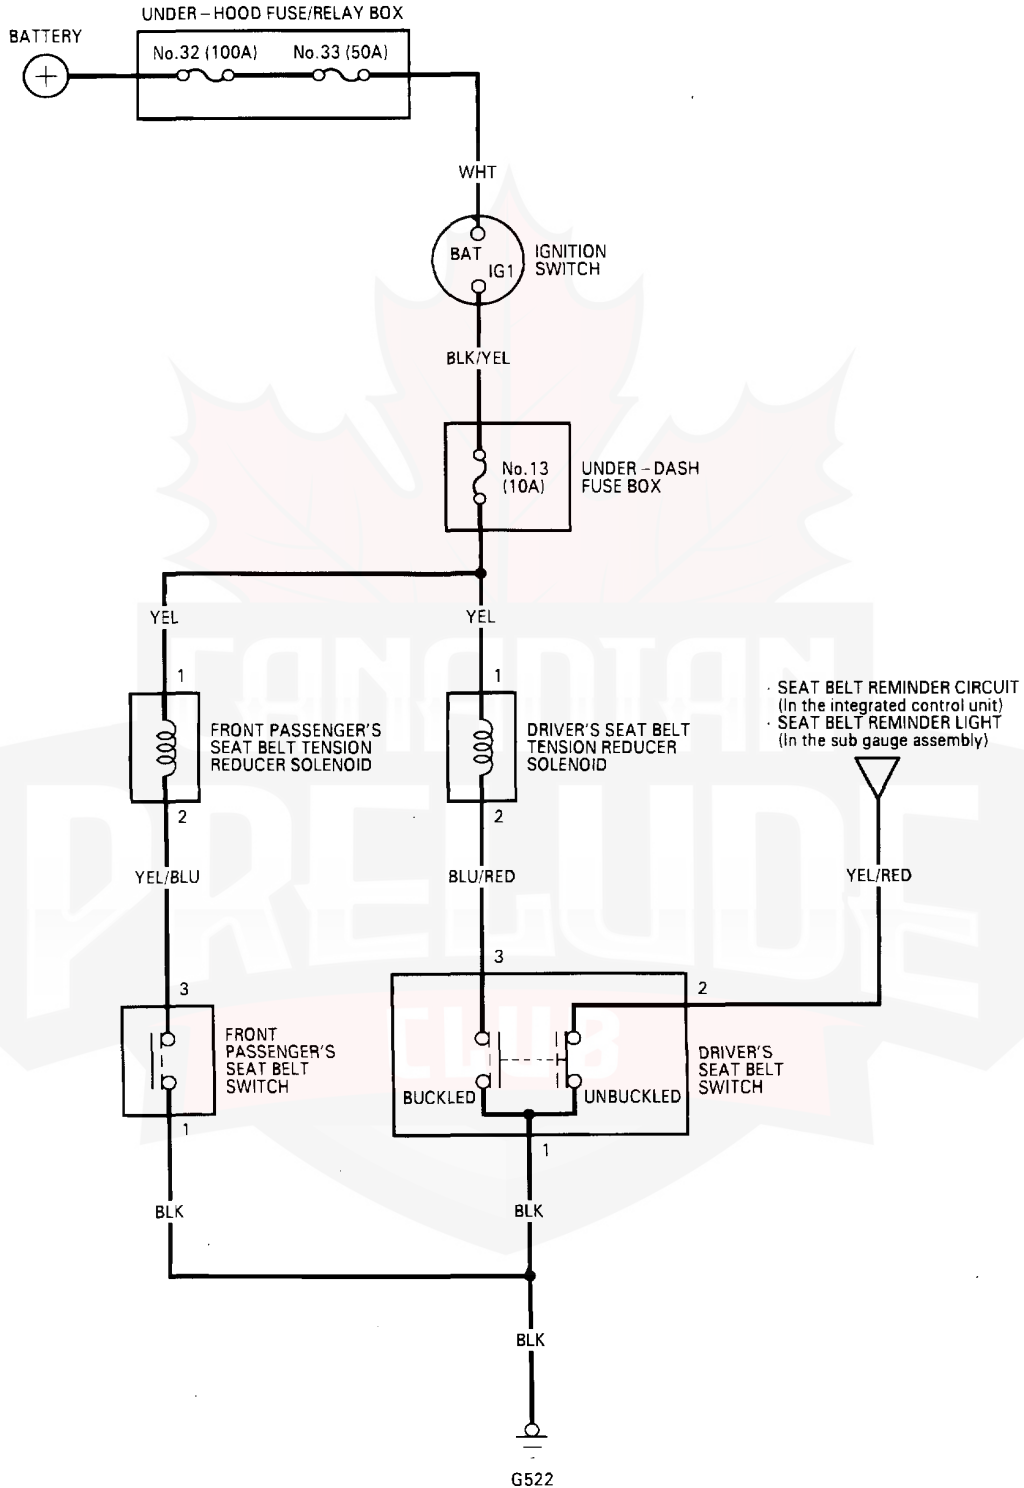 UNDER-HOOD FUSE/RELAY BOX
BATTERY
No.32 (100A) No.33 (50A)
WHT
BAT
IG1
IGNITION
SWITCH
BLK/YEL
No.13
(10A)
UNDER-DASH
FUSE BOX
YEL
YEL
CANADIAN
PRELUDE
CLUB
1
1
FRONT PASSENGER'S
SEAT BELT TENSION
REDUCER SOLENOID
DRIVER'S SEAT BELT
TENSION REDUCER
SOLENOID
· SEAT BELT REMINDER CIRCUIT
(In the integrated control unit)
· SEAT BELT REMINDER LIGHT
(In the sub gauge assembly)
2
2
YEL/BLU
BLU/RED
YEL/RED
3
3
2
FRONT
PASSENGER'S
SEAT BELT
SWITCH
BUCKLED
UNBUCKLED
DRIVER'S
SEAT BELT
SWITCH
1
1
BLK
BLK
BLK
G522